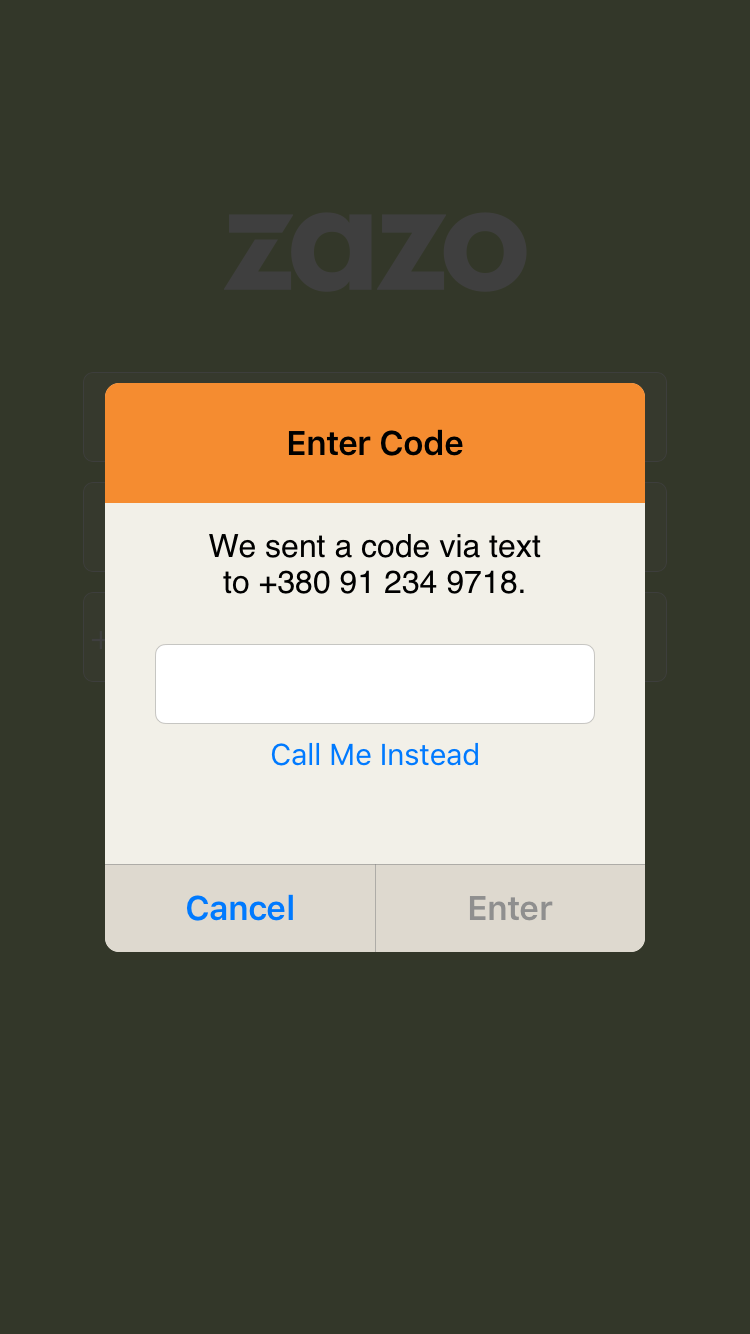 zazo
Enter Code
We sent a code via text
to +380 91 234 9718.
+
Call Me Instead
Cancel
Enter